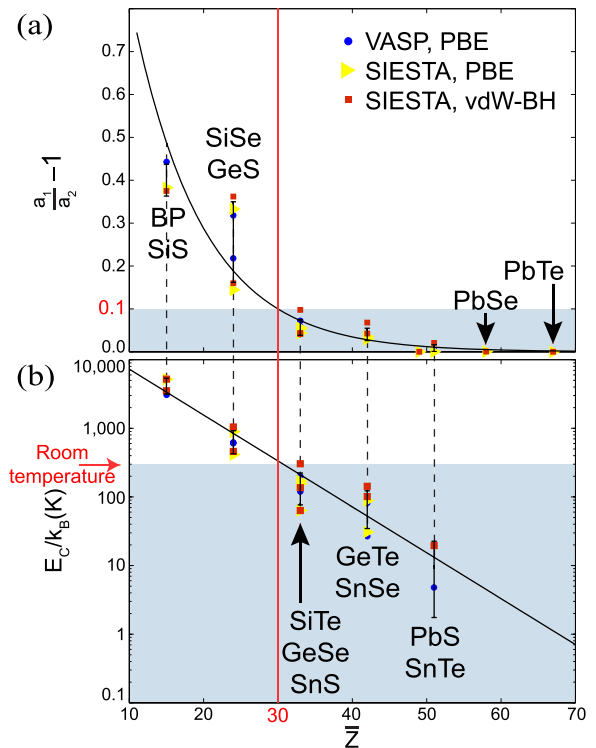 (a)
VASP, PBE
SIESTA, PBE
SIESTA, vdW-BH
0.7
0.6
0.5
0.4
0.3
0.2
0.1
0.0
a₁/a₂ −1
SiSe
GeS
BP
SiS
PbTe
PbSe
(b)
10,000
1,000
100
10
1
0.1
Room
temperature
E_C/k_B(K)
SiTe
GeSe
SnS
GeTe
SnSe
PbS
SnTe
10 20 30 40 50 60 70
Z̿